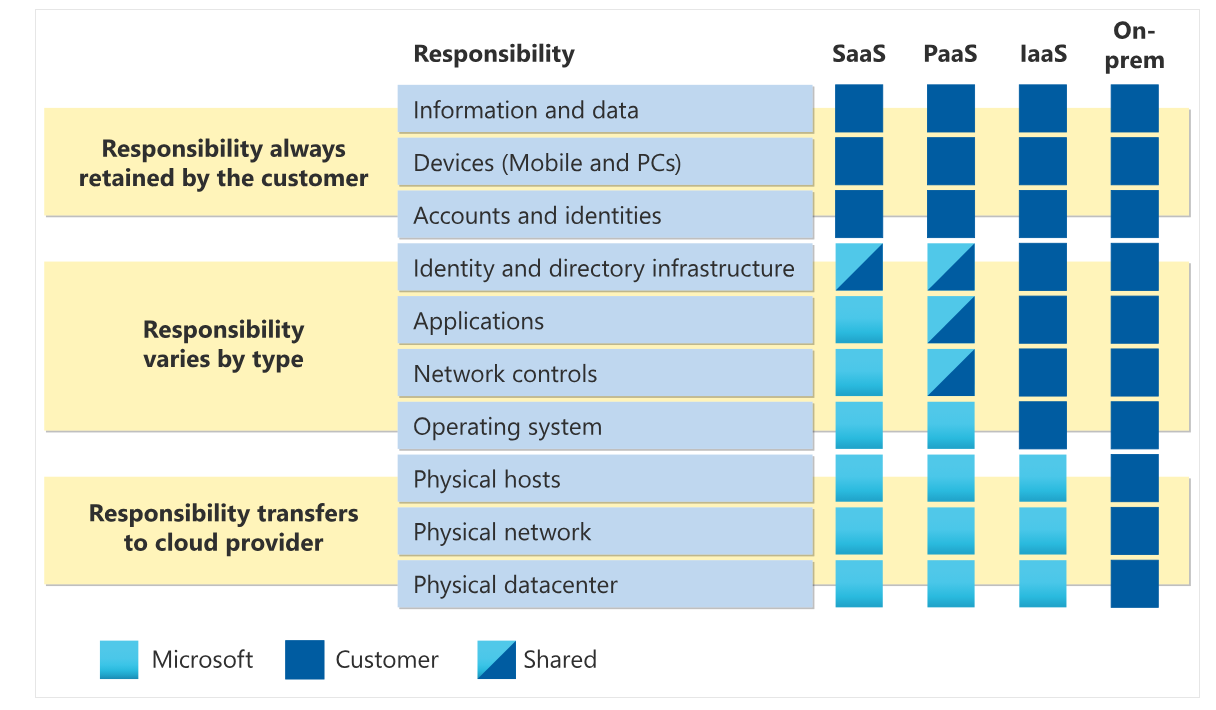 Responsibility SaaS PaaS IaaS On-
prem
Responsibility always
retained by the customer
Information and data
Devices (Mobile and PCs)
Accounts and identities
Responsibility
varies by type
Identity and directory infrastructure
Applications
Network controls
Operating system
Responsibility transfers
to cloud provider
Physical hosts
Physical network
Physical datacenter
Microsoft Customer Shared